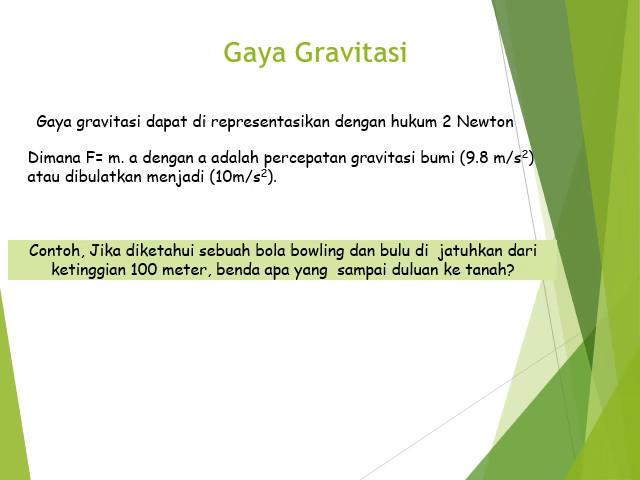 Gaya Gravitasi
Gaya gravitasi dapat di representasikan dengan hukum 2 Newton
Dimana F= m. a dengan a adalah percepatan gravitasi bumi (9.8 m/s²)
atau dibulatkan menjadi (10m/s²).
Contoh, Jika diketahui sebuah bola bowling dan bulu di jatuhkan dari
ketinggian 100 meter, benda apa yang sampai duluan ke tanah?